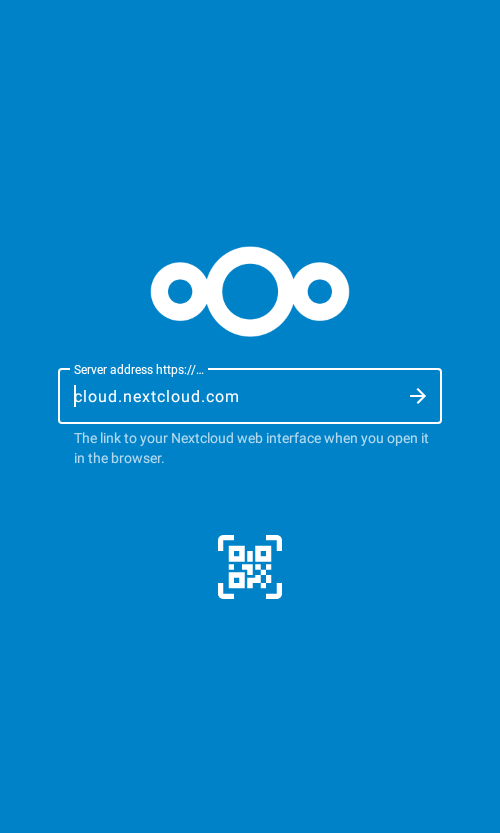 Server address https://…
cloud.nextcloud.com
The link to your Nextcloud web interface when you open it
in the browser.